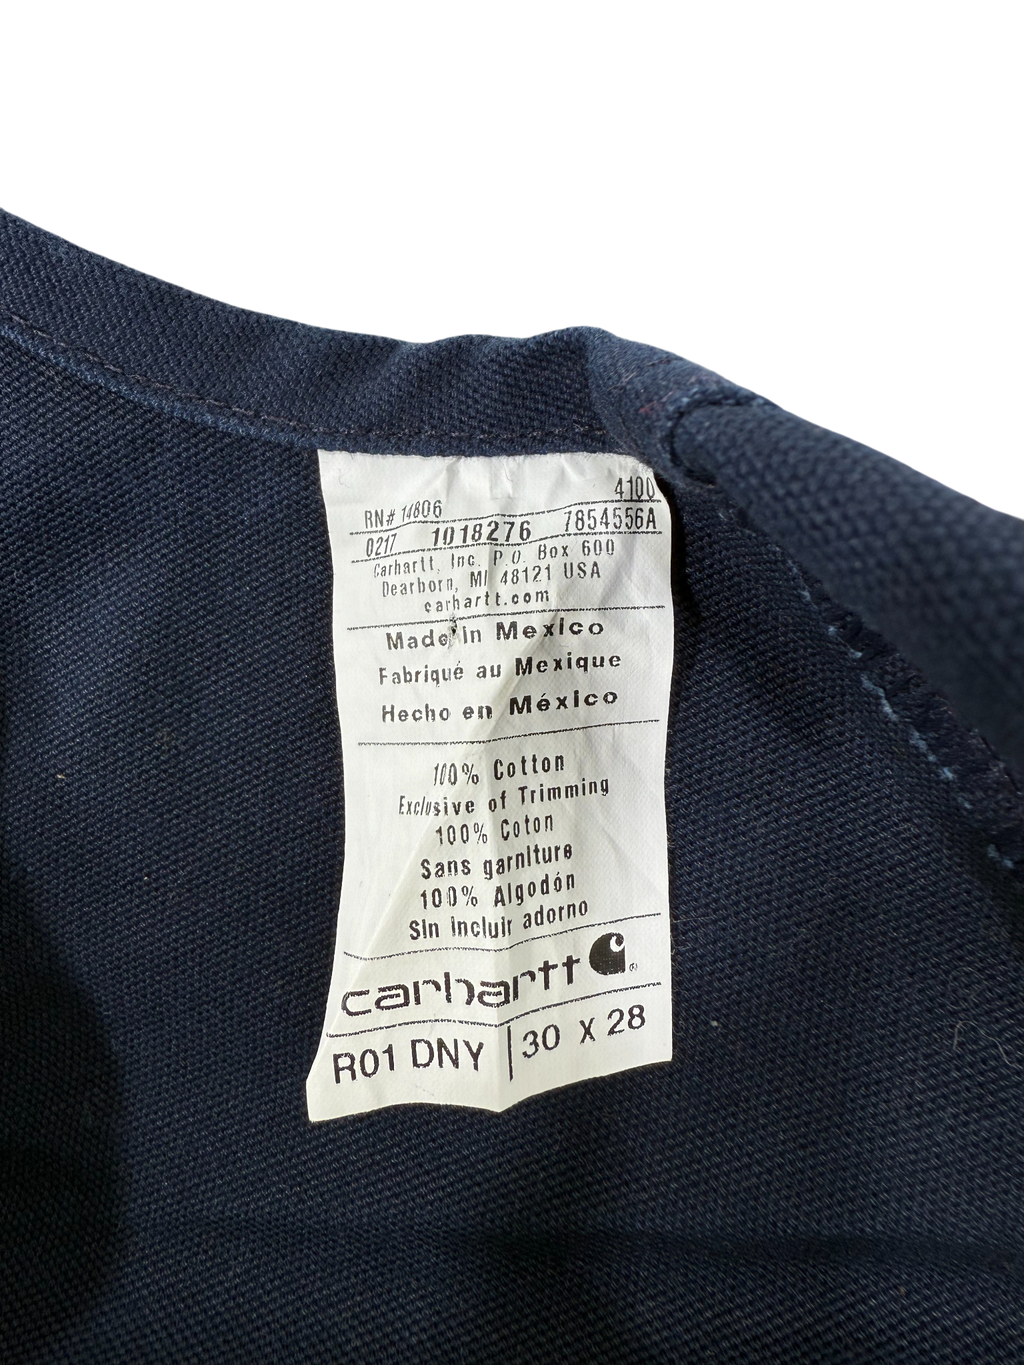 4100
RN# 14806
0217 1018276 7854556A
Carhartt, Inc. P.O. Box 600
Dearborn, MI 48121 USA
carhartt.com
Made in Mexico
Fabriqué au Mexique
Hecho en México
100% Cotton
Exclusive of Trimming
100% Coton
Sans garniture
100% Algodón
Sin incluir adorno
carhartt ®
R01 DNY | 30 X 28